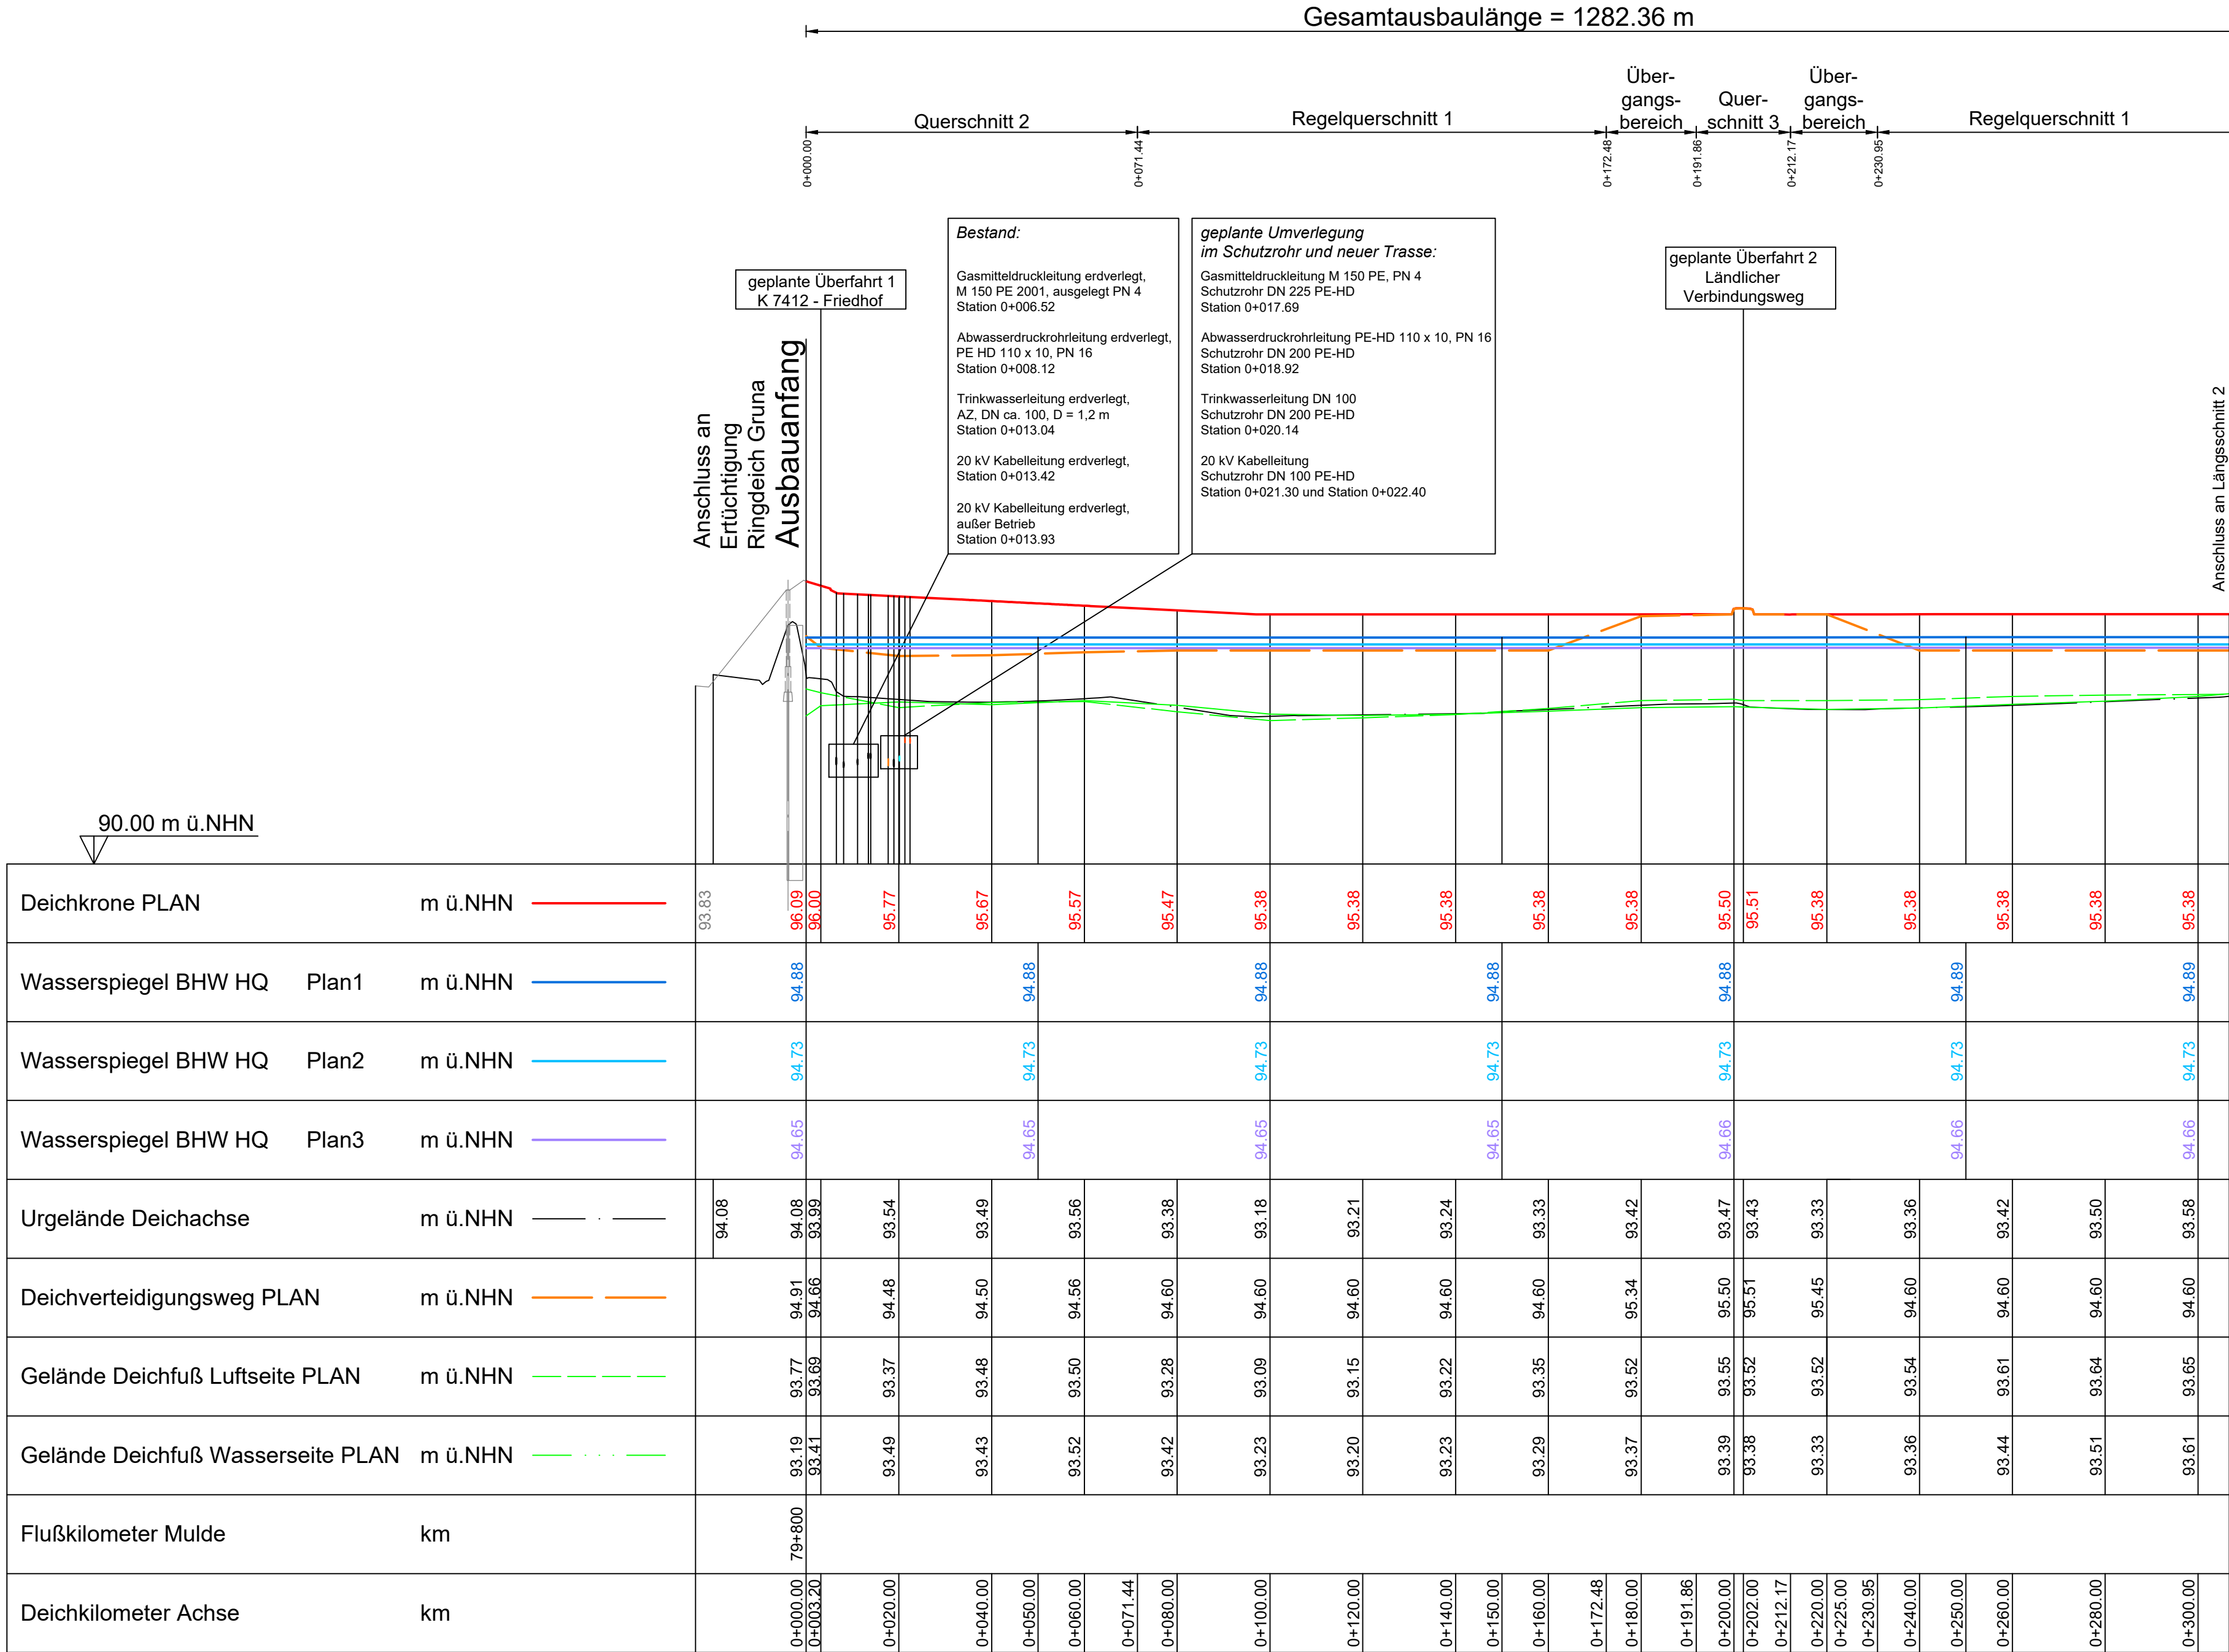 Gesamtausbaulänge = 1282.36 m
Querschnitt 2
Regelquerschnitt 1
Über-
gangs-
bereich
Quer-
schnitt 3
Über-
gangs-
bereich
Regelquerschnitt 1
0+000.00
0+071.44
0+172.48
0+191.86
0+212.17
0+230.95
geplante Überfahrt 1
K 7412 - Friedhof
Bestand:
Gasmitteldruckleitung erdverlegt,
M 150 PE 2001, ausgelegt PN 4
Station 0+006.52
Abwasserdruckrohrleitung erdverlegt,
PE HD 110 x 10, PN 16
Station 0+008.12
Trinkwasserleitung erdverlegt,
AZ, DN ca. 100, D = 1,2 m
Station 0+013.04
20 kV Kabelleitung erdverlegt,
Station 0+013.42
20 kV Kabelleitung erdverlegt,
außer Betrieb
Station 0+013.93
geplante Umverlegung
im Schutzrohr und neuer Trasse:
Gasmitteldruckleitung M 150 PE, PN 4
Schutzrohr DN 225 PE-HD
Station 0+017.69
Abwasserdruckrohrleitung PE-HD 110 x 10, PN 16
Schutzrohr DN 200 PE-HD
Station 0+018.92
Trinkwasserleitung DN 100
Schutzrohr DN 200 PE-HD
Station 0+020.14
20 kV Kabelleitung
Schutzrohr DN 100 PE-HD
Station 0+021.30 und Station 0+022.40
geplante Überfahrt 2
Ländlicher
Verbindungsweg
Anschluss an
Ertüchtigung
Ringdeich Gruna
Ausbauanfang
Anschluss an Längsschnitt 2
90.00 m ü.NHN
Deichkrone PLAN m ü.NHN 93.83 96.09 96.00 95.77 95.67 95.57 95.47 95.38 95.38 95.38 95.38 95.38 95.50 95.51 95.38 95.38 95.38 95.38 95.38
Wasserspiegel BHW HQ Plan1 m ü.NHN 94.88 94.88 94.88 94.88 94.88 94.89 94.89
Wasserspiegel BHW HQ Plan2 m ü.NHN 94.73 94.73 94.73 94.73 94.73 94.73 94.73
Wasserspiegel BHW HQ Plan3 m ü.NHN 94.65 94.65 94.65 94.65 94.66 94.66 94.66
Urgelände Deichachse m ü.NHN 94.08 94.08 93.99 93.54 93.49 93.56 93.38 93.18 93.21 93.24 93.33 93.42 93.47 93.43 93.33 93.36 93.42 93.50 93.58
Deichverteidigungsweg PLAN m ü.NHN 94.91 94.66 94.48 94.50 94.56 94.60 94.60 94.60 94.60 94.60 95.34 95.50 95.51 95.45 94.60 94.60 94.60 94.60
Gelände Deichfuß Luftseite PLAN m ü.NHN 93.77 93.69 93.37 93.48 93.50 93.28 93.09 93.15 93.22 93.35 93.52 93.55 93.52 93.52 93.54 93.61 93.64 93.65
Gelände Deichfuß Wasserseite PLAN m ü.NHN 93.19 93.41 93.49 93.43 93.52 93.42 93.23 93.20 93.23 93.29 93.37 93.39 93.38 93.33 93.36 93.44 93.51 93.61
Flußkilometer Mulde km 79+800
Deichkilometer Achse km 0+000.00 0+003.20 0+020.00 0+040.00 0+050.00 0+060.00 0+071.44 0+080.00 0+100.00 0+120.00 0+140.00 0+150.00 0+160.00 0+172.48 0+180.00 0+191.86 0+200.00 0+202.00 0+212.17 0+220.00 0+225.00 0+230.95 0+240.00 0+250.00 0+260.00 0+280.00 0+300.00